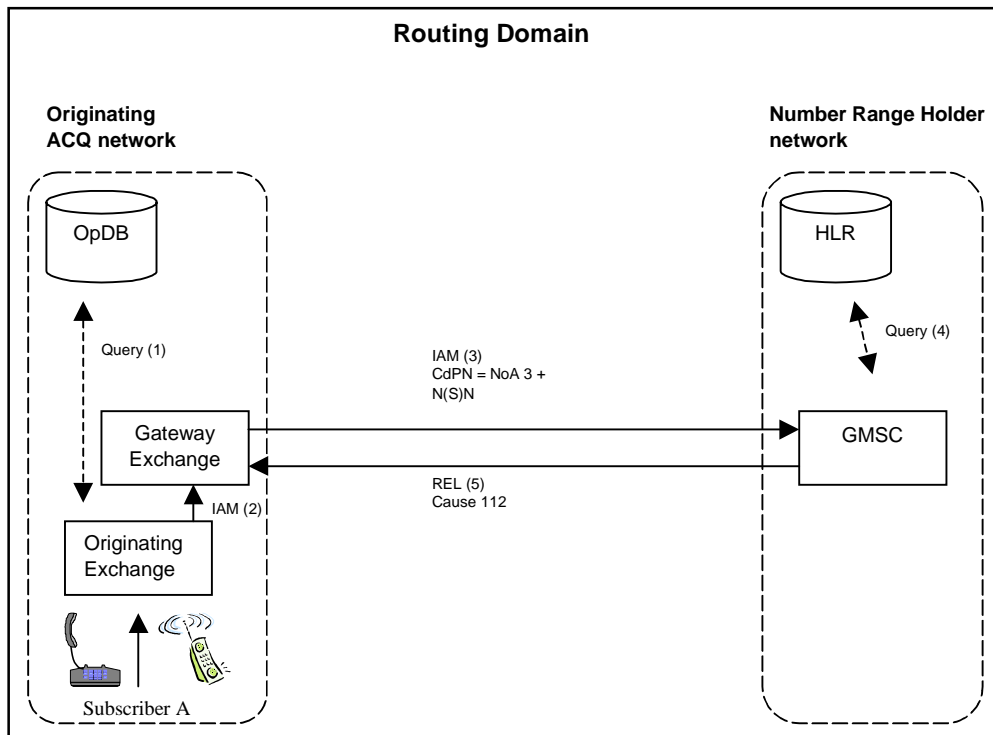 Routing Domain
Originating
ACQ network
Number Range Holder
network
OpDB
HLR
Query (1)
Query (4)
IAM (3)
CdPN = NoA 3 +
N(S)N
Gateway
Exchange
GMSC
REL (5)
Cause 112
IAM (2)
Originating
Exchange
Subscriber A